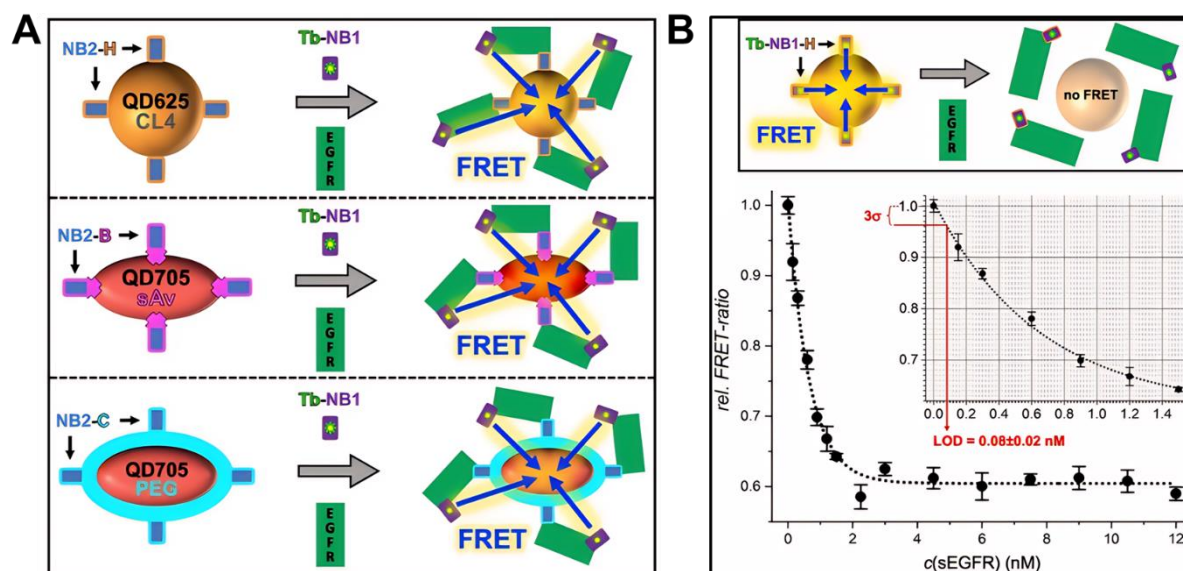 A
NB2-H
QD625
CL4
Tb-NB1
EGFR
FRET
NB2-B
QD705
sAv
Tb-NB1
EGFR
FRET
NB2-C
QD705
PEG
Tb-NB1
EGFR
FRET
B
Tb-NB1-H
FRET
EGFR
no FRET
rel. FRET-ratio
1.0
0.9
0.8
0.7
0.6
0
2
4
6
8
10
12
c(sEGFR) (nM)
3σ
1.0
0.9
0.8
0.7
0.0 0.2 0.4 0.6 0.8 1.0 1.2 1.4
LOD = 0.08±0.02 nM